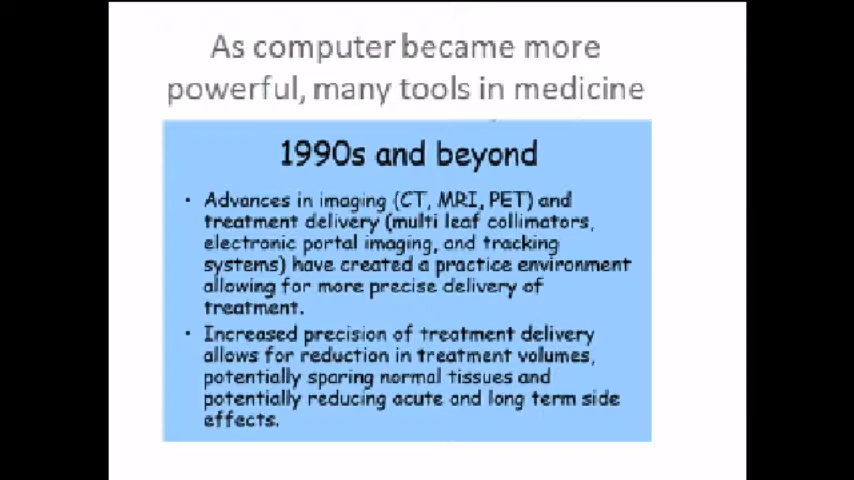 As computer became more
powerful, many tools in medicine
1990s and beyond
• Advances in imaging (CT, MRI, PET) and
treatment delivery (multi leaf collimators,
electronic portal imaging, and tracking
systems) have created a practice environment
allowing for more precise delivery of
treatment.
• Increased precision of treatment delivery
allows for reduction in treatment volumes,
potentially sparing normal tissues and
potentially reducing acute and long term side
effects.